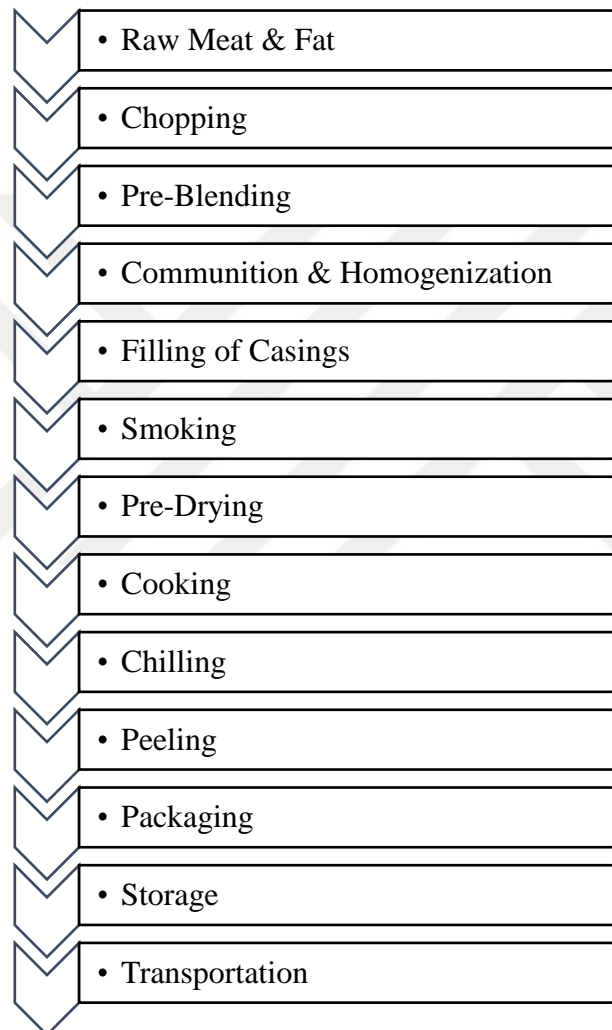 • Raw Meat & Fat
• Chopping
• Pre-Blending
• Communition & Homogenization
• Filling of Casings
• Smoking
• Pre-Drying
• Cooking
• Chilling
• Peeling
• Packaging
• Storage
• Transportation